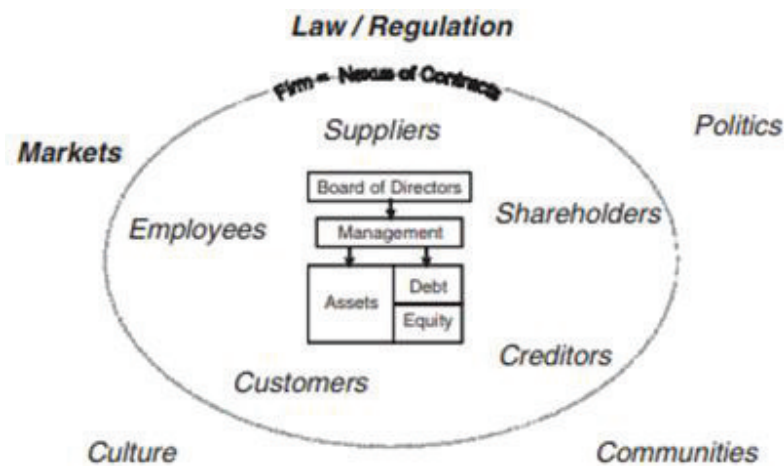 Law / Regulation
Firm = Nexus of Contracts
Suppliers
Politics
Markets
Board of Directors
Employees
Shareholders
Management
Assets
Debt
Equity
Creditors
Customers
Culture
Communities